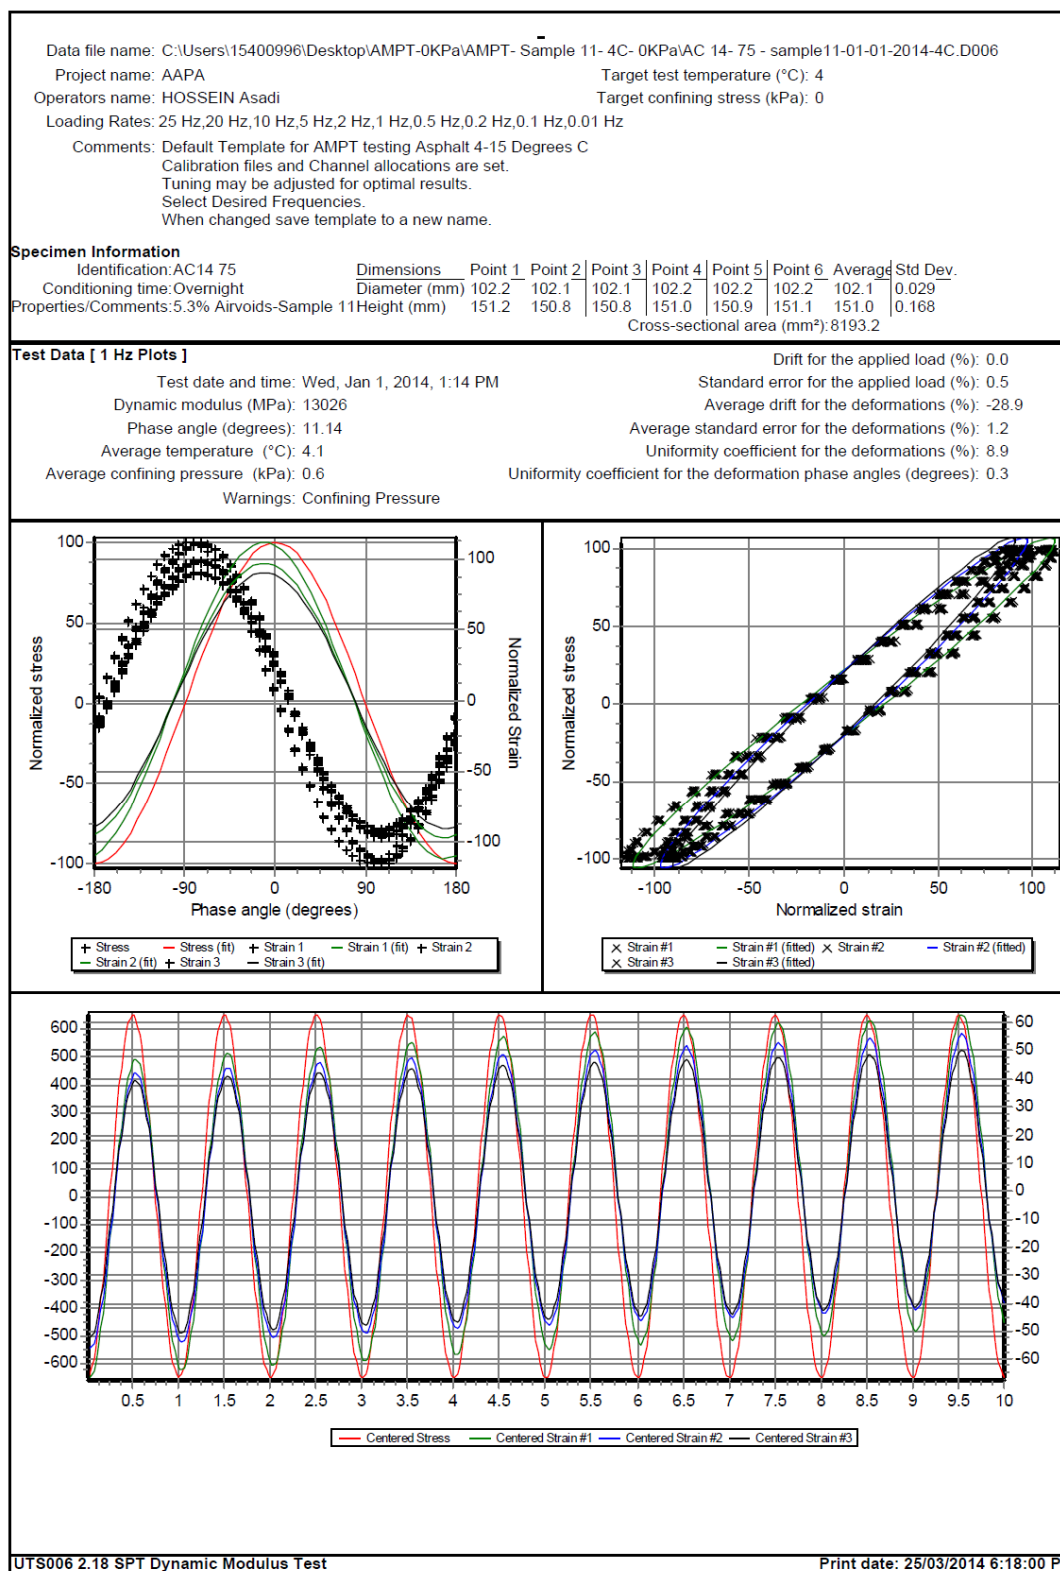 Data file name: C:\Users\15400996\Desktop\AMPT-0KPa\AMPT- Sample 11- 4C- 0KPa\AC 14- 75 - sample11-01-01-2014-4C.D006
Project name: AAPA Target test temperature (°C): 4
Operators name: HOSSEIN Asadi Target confining stress (kPa): 0
Loading Rates: 25 Hz,20 Hz,10 Hz,5 Hz,2 Hz,1 Hz,0.5 Hz,0.2 Hz,0.1 Hz,0.01 Hz
Comments: Default Template for AMPT testing Asphalt 4-15 Degrees C
Calibration files and Channel allocations are set.
Tuning may be adjusted for optimal results.
Select Desired Frequencies.
When changed save template to a new name.
Specimen Information
Identification:AC14 75 Dimensions Point 1 Point 2 Point 3 Point 4 Point 5 Point 6 Average Std Dev.
Conditioning time:Overnight Diameter (mm) 102.2 102.1 102.1 102.2 102.2 102.2 102.1 0.029
Properties/Comments:5.3% Airvoids-Sample 11 Height (mm) 151.2 150.8 150.8 151.0 150.9 151.1 151.0 0.168
Cross-sectional area (mm²):8193.2
Test Data [ 1 Hz Plots ]
Drift for the applied load (%): 0.0
Test date and time: Wed, Jan 1, 2014, 1:14 PM Standard error for the applied load (%): 0.5
Dynamic modulus (MPa): 13026 Average drift for the deformations (%): -28.9
Phase angle (degrees): 11.14 Average standard error for the deformations (%): 1.2
Average temperature (°C): 4.1 Uniformity coefficient for the deformations (%): 8.9
Average confining pressure (kPa): 0.6 Uniformity coefficient for the deformation phase angles (degrees): 0.3
Warnings: Confining Pressure
100 50 0 -50 -100
Normalized stress
100 50 0 -50 -100
Normalized Strain
-180 -90 0 90 180
Phase angle (degrees)
Stress Stress (fit) Strain 1 Strain 1 (fit) Strain 2
Strain 2 (fit) Strain 3 Strain 3 (fit)
100 50 0 -50 -100
Normalized stress
-100 -50 0 50 100
Normalized strain
Strain #1 Strain #1 (fitted) Strain #2 Strain #2 (fitted)
Strain #3 Strain #3 (fitted)
600 500 400 300 200 100 0 -100 -200 -300 -400 -500 -600
60 50 40 30 20 10 0 -10 -20 -30 -40 -50 -60
0.5 1 1.5 2 2.5 3 3.5 4 4.5 5 5.5 6 6.5 7 7.5 8 8.5 9 9.5 10
Centered Stress Centered Strain #1 Centered Strain #2 Centered Strain #3
UTS006 2.18 SPT Dynamic Modulus Test Print date: 25/03/2014 6:18:00 P